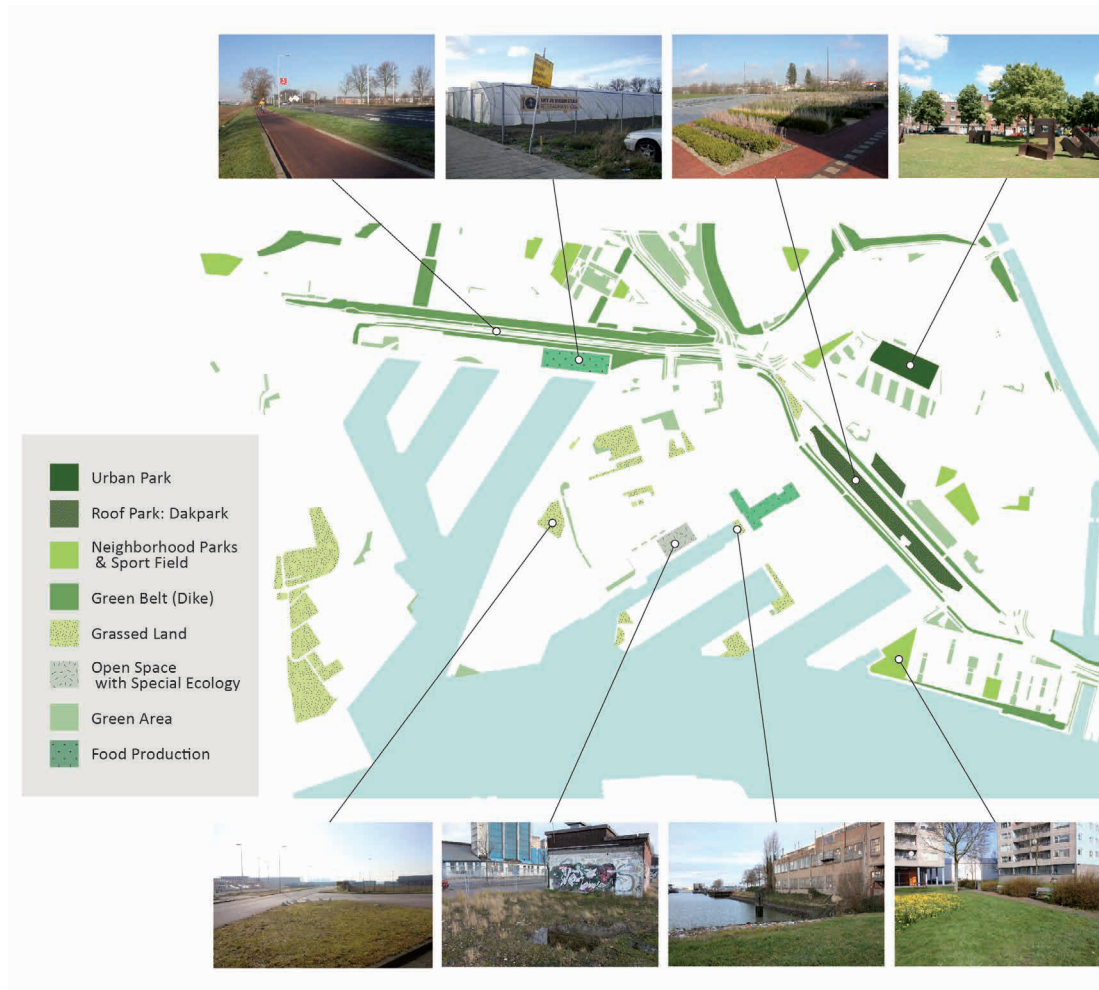 Urban Park
Roof Park: Dakpark
Neighborhood Parks
& Sport Field
Green Belt (Dike)
Grassed Land
Open Space
with Special Ecology
Green Area
Food Production